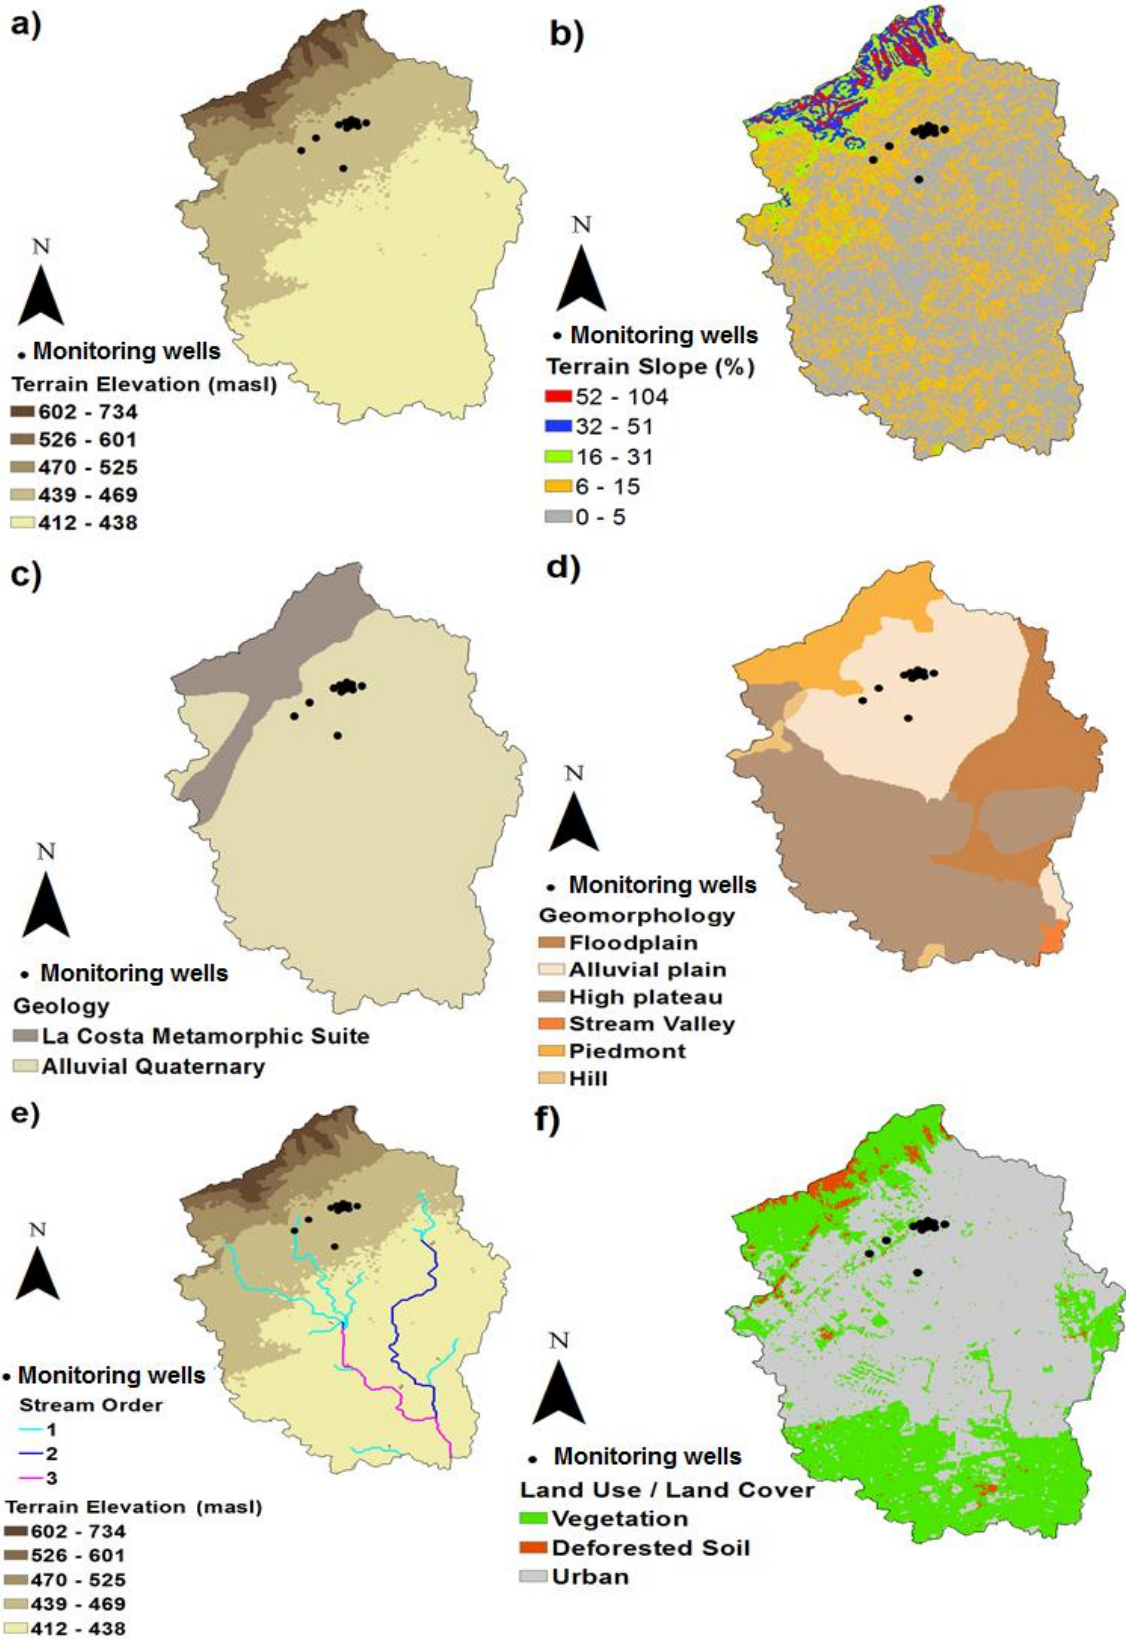 a)
N
Monitoring wells
Terrain Elevation (masl)
602 - 734
526 - 601
470 - 525
439 - 469
412 - 438
b)
N
Monitoring wells
Terrain Slope (%)
52 - 104
32 - 51
16 - 31
6 - 15
0 - 5
c)
N
Monitoring wells
Geology
La Costa Metamorphic Suite
Alluvial Quaternary
d)
N
Monitoring wells
Geomorphology
Floodplain
Alluvial plain
High plateau
Stream Valley
Piedmont
Hill
e)
N
Monitoring wells
Stream Order
1
2
3
Terrain Elevation (masl)
602 - 734
526 - 601
470 - 525
439 - 469
412 - 438
f)
N
Monitoring wells
Land Use / Land Cover
Vegetation
Deforested Soil
Urban